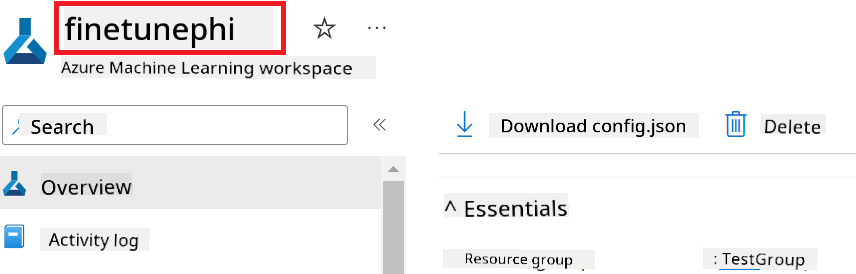 finetunephi
Azure Machine Learning workspace
Search
Download config.json
Delete
Overview
Essentials
Activity log
Resource group
: TestGroup